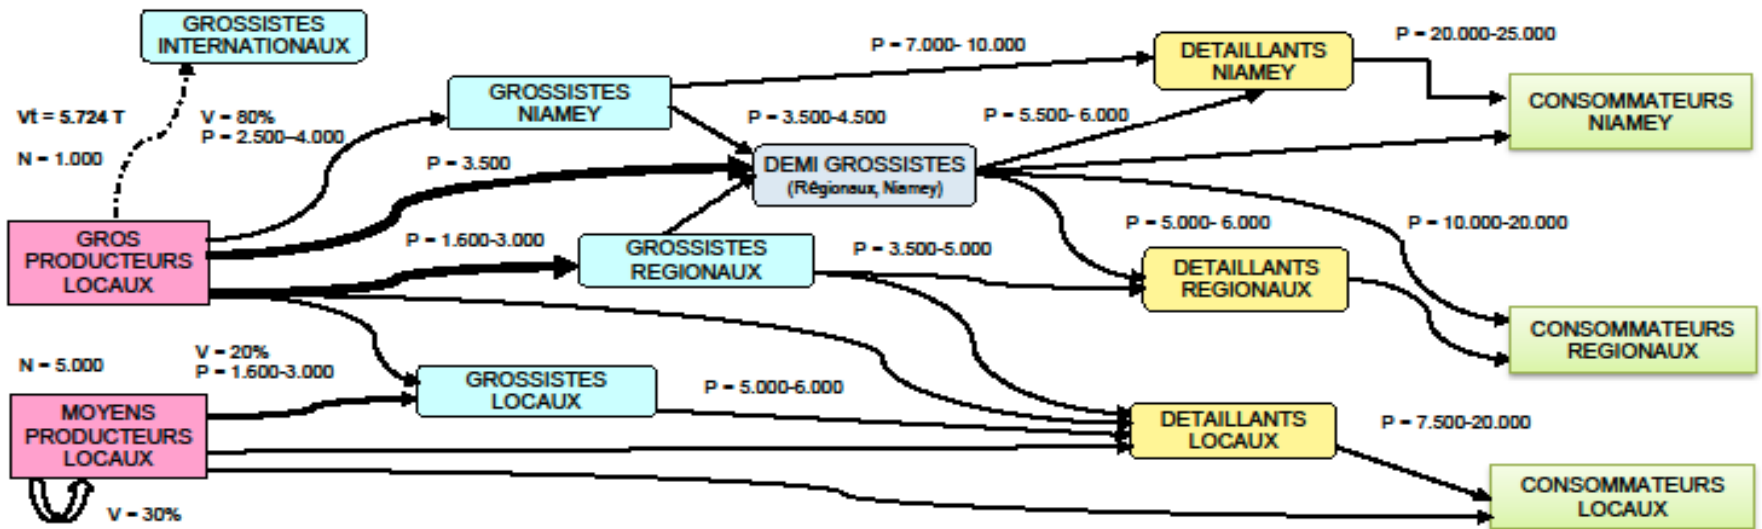 GROSSISTES
INTERNATIONAUX
Vt = 5.724 T
N = 1.000
V = 80%
P = 2.500–4.000
GROSSISTES
NIAMEY
P = 7.000- 10.000
DETAILLANTS
NIAMEY
P = 20.000-25.000
CONSOMMATEURS
NIAMEY
P = 3.500-4.500
P = 5.500- 6.000
P = 3.500
DEMI GROSSISTES
(Régionaux, Niamey)
GROS
PRODUCTEURS
LOCAUX
P = 1.600-3.000
GROSSISTES
REGIONAUX
P = 3.500-5.000
P = 5.000- 6.000
P = 10.000-20.000
DETAILLANTS
REGIONAUX
CONSOMMATEURS
REGIONAUX
N = 5.000
V = 20%
P = 1.600-3.000
GROSSISTES
LOCAUX
P = 5.000-6.000
MOYENS
PRODUCTEURS
LOCAUX
DETAILLANTS
LOCAUX
P = 7.500-20.000
CONSOMMATEURS
LOCAUX
V = 30%